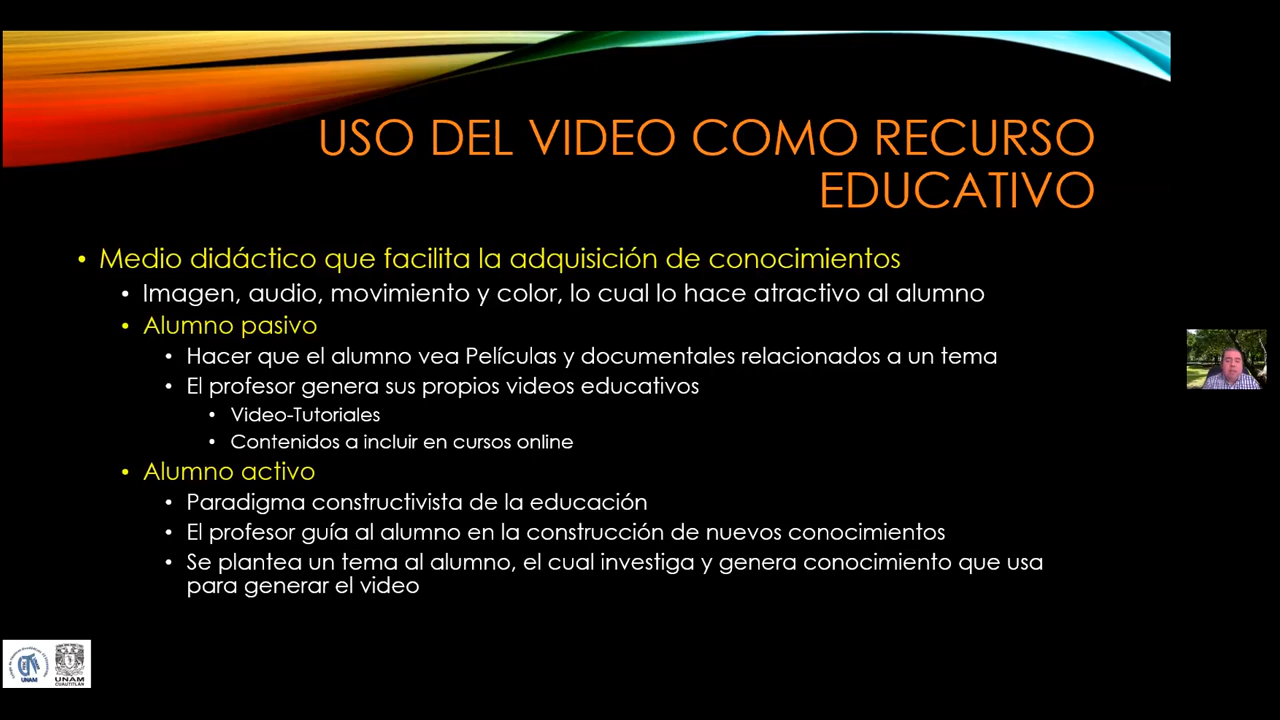 USO DEL VIDEO COMO RECURSO
EDUCATIVO
• Medio didáctico que facilita la adquisición de conocimientos
• Imagen, audio, movimiento y color, lo cual lo hace atractivo al alumno
• Alumno pasivo
• Hacer que el alumno vea Películas y documentales relacionados a un tema
• El profesor genera sus propios videos educativos
• Video-Tutoriales
• Contenidos a incluir en cursos online
• Alumno activo
• Paradigma constructivista de la educación
• El profesor guía al alumno en la construcción de nuevos conocimientos
• Se plantea un tema al alumno, el cual investiga y genera conocimiento que usa
para generar el video
UNAM
UNAM
CUAUTITLÁN